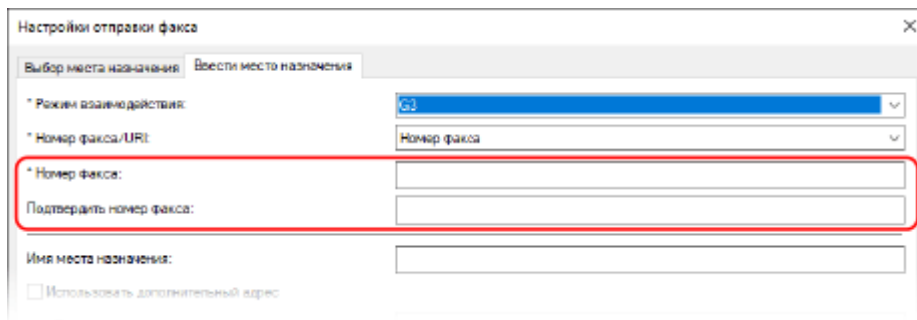 Настройки отправки факса
Выбор места назначения Ввести место назначения
* Режим взаимодействия: G3
* Номер факса/URI: Номер факса
* Номер факса:
Подтвердить номер факса:
Имя места назначения:
Использовать дополнительный адрес